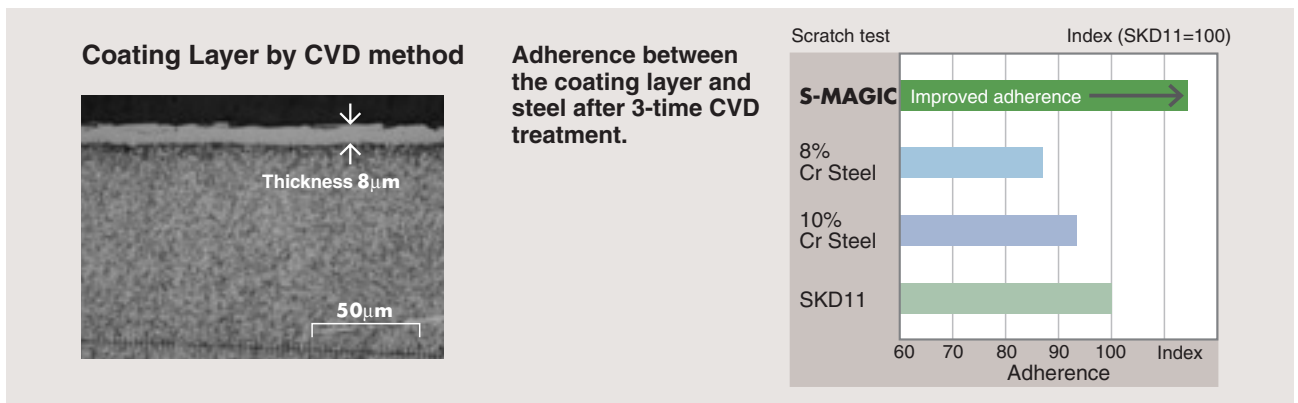 Coating Layer by CVD method
Thickness 8μm
50μm
Adherence between
the coating layer and
steel after 3-time CVD
treatment.
Scratch test
Index (SKD11=100)
S-MAGIC
Improved adherence
8%
Cr Steel
10%
Cr Steel
SKD11
60 70 80 90 100 Index
Adherence